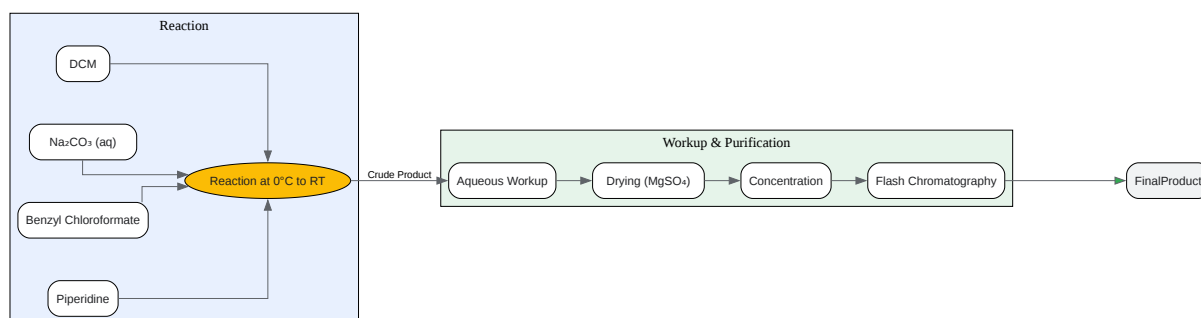 Reaction
DCM
Na₂CO₃ (aq)
Benzyl Chloroformate
Piperidine
Reaction at 0°C to RT
Crude Product
Workup & Purification
Aqueous Workup
Drying (MgSO₄)
Concentration
Flash Chromatography
FinalProduct